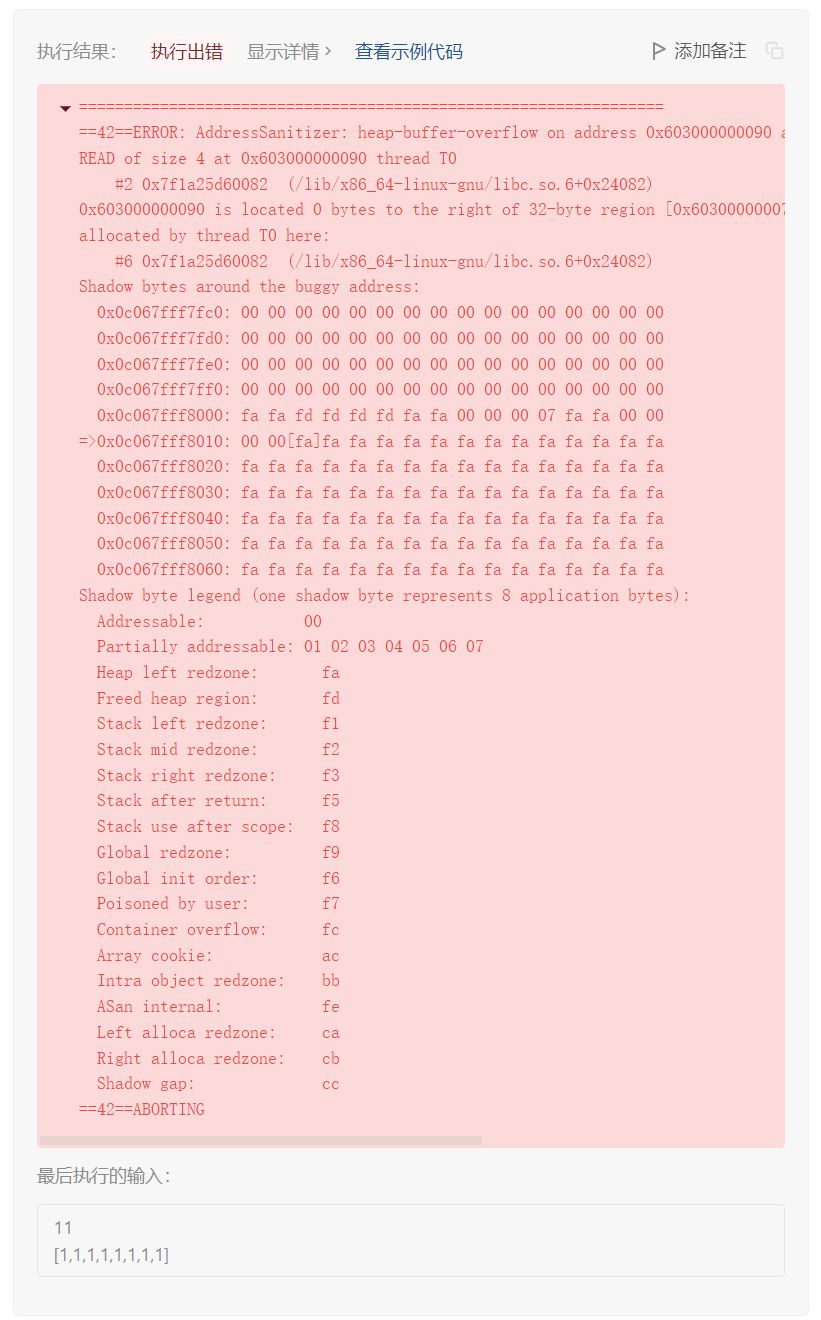 执行结果： 执行出错 显示详情 > 查看示例代码 添加备注
=================================================================
==42==ERROR: AddressSanitizer: heap-buffer-overflow on address 0x603000000090 a
READ of size 4 at 0x603000000090 thread T0
#2 0x7f1a25d60082 (/lib/x86_64-linux-gnu/libc.so.6+0x24082)
0x603000000090 is located 0 bytes to the right of 32-byte region [0x60300000007
allocated by thread T0 here:
#6 0x7f1a25d60082 (/lib/x86_64-linux-gnu/libc.so.6+0x24082)
Shadow bytes around the buggy address:
0x0c067fff7fc0: 00 00 00 00 00 00 00 00 00 00 00 00 00 00 00 00
0x0c067fff7fd0: 00 00 00 00 00 00 00 00 00 00 00 00 00 00 00 00
0x0c067fff7fe0: 00 00 00 00 00 00 00 00 00 00 00 00 00 00 00 00
0x0c067fff7ff0: 00 00 00 00 00 00 00 00 00 00 00 00 00 00 00 00
0x0c067fff8000: fa fa fd fd fd fd fa fa 00 00 00 07 fa fa 00 00
=>0x0c067fff8010: 00 00[fa]fa fa fa fa fa fa fa fa fa fa fa fa fa
0x0c067fff8020: fa fa fa fa fa fa fa fa fa fa fa fa fa fa fa fa
0x0c067fff8030: fa fa fa fa fa fa fa fa fa fa fa fa fa fa fa fa
0x0c067fff8040: fa fa fa fa fa fa fa fa fa fa fa fa fa fa fa fa
0x0c067fff8050: fa fa fa fa fa fa fa fa fa fa fa fa fa fa fa fa
0x0c067fff8060: fa fa fa fa fa fa fa fa fa fa fa fa fa fa fa fa
Shadow byte legend (one shadow byte represents 8 application bytes):
Addressable: 00
Partially addressable: 01 02 03 04 05 06 07
Heap left redzone: fa
Freed heap region: fd
Stack left redzone: f1
Stack mid redzone: f2
Stack right redzone: f3
Stack after return: f5
Stack use after scope: f8
Global redzone: f9
Global init order: f6
Poisoned by user: f7
Container overflow: fc
Array cookie: ac
Intra object redzone: bb
ASan internal: fe
Left alloca redzone: ca
Right alloca redzone: cb
Shadow gap: cc
==42==ABORTING
最后执行的输入：
11
[1,1,1,1,1,1,1,1]